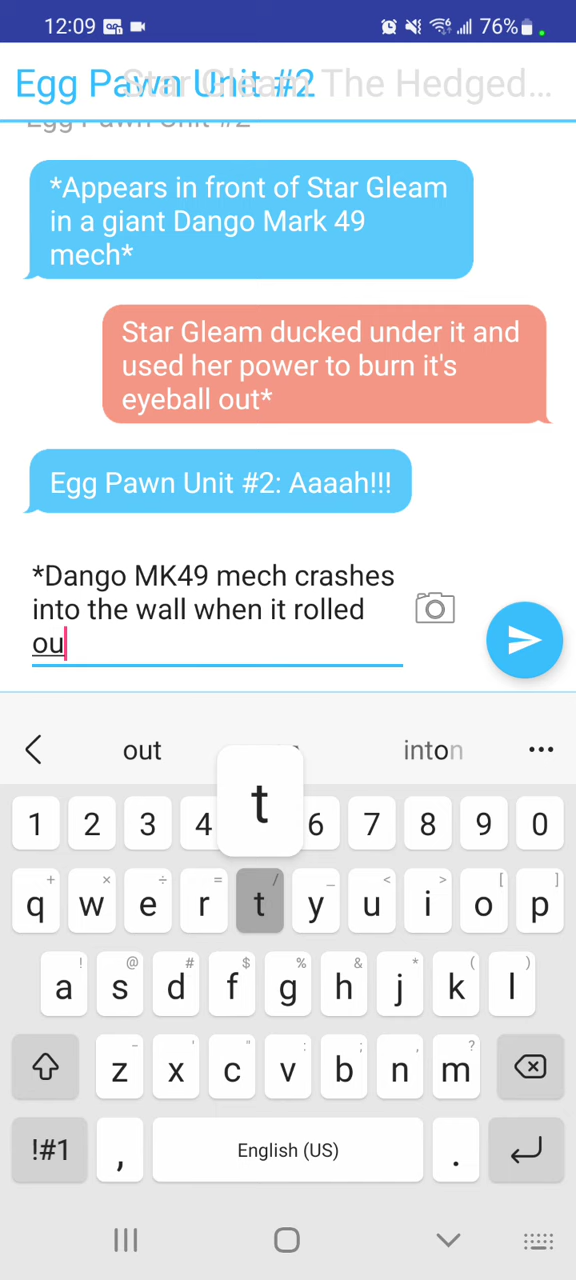 12:09
76%
Egg Pawn Unit #2
Star Gleam The Hedged...
Egg Pawn Unit #2
*Appears in front of Star Gleam
in a giant Dango Mark 49
mech*
Star Gleam ducked under it and
used her power to burn it's
eyeball out*
Egg Pawn Unit #2: Aaaah!!!
*Dango MK49 mech crashes
into the wall when it rolled
ou
out
inton
•••
t
1 2 3 4 6 7 8 9 0
+ × ÷ = / _ < > [ ]
q w e r t y u i o p
! @ # $ % & * ( )
a s d f g h j k l
- ' " : ; , ?
z x c v b n m
!#1 , English (US) .